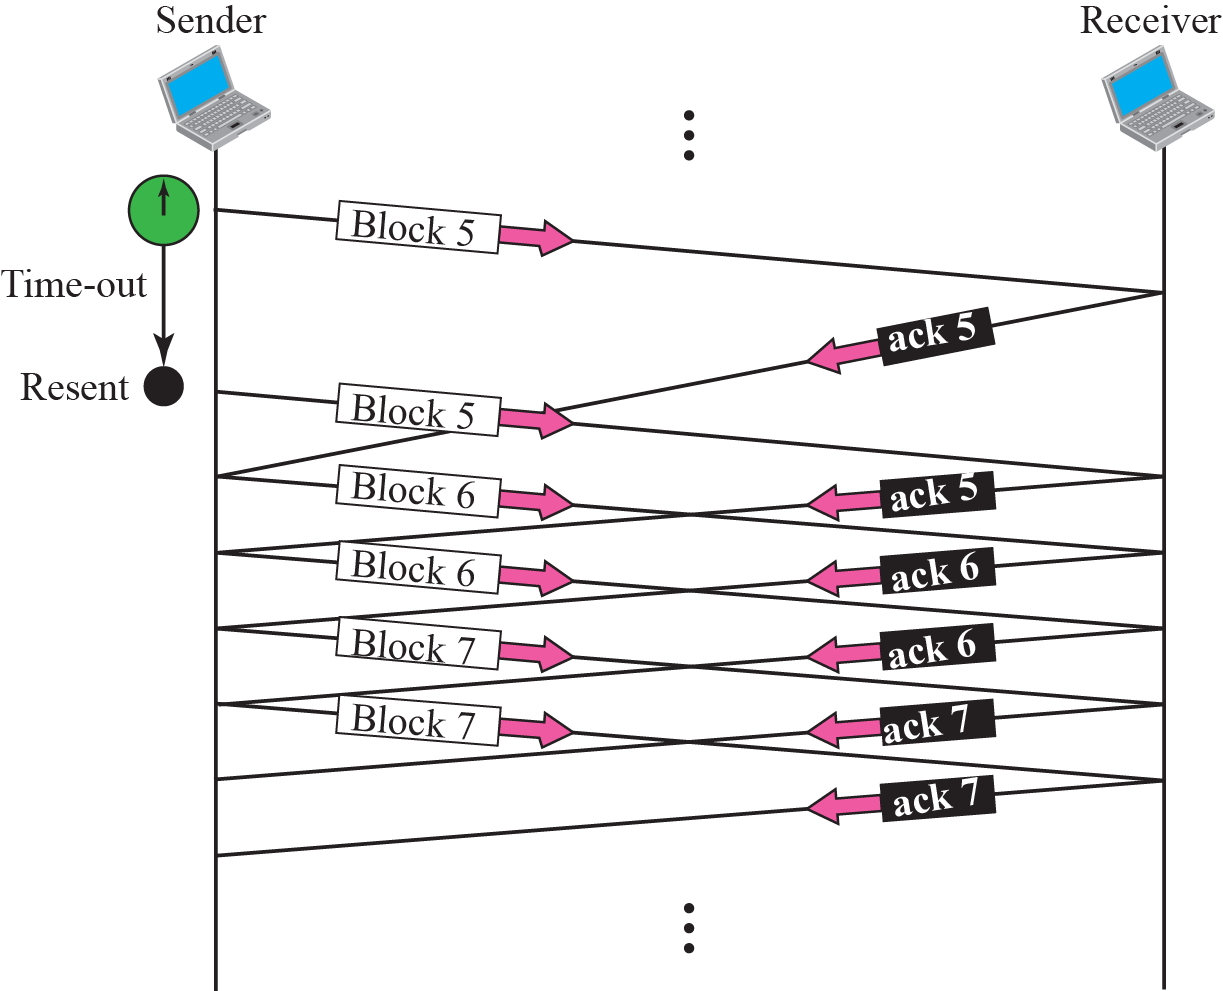 Sender
Receiver
Block 5
Time-out
ack 5
Resent
Block 5
Block 6
ack 5
Block 6
ack 6
Block 7
ack 6
Block 7
ack 7
ack 7